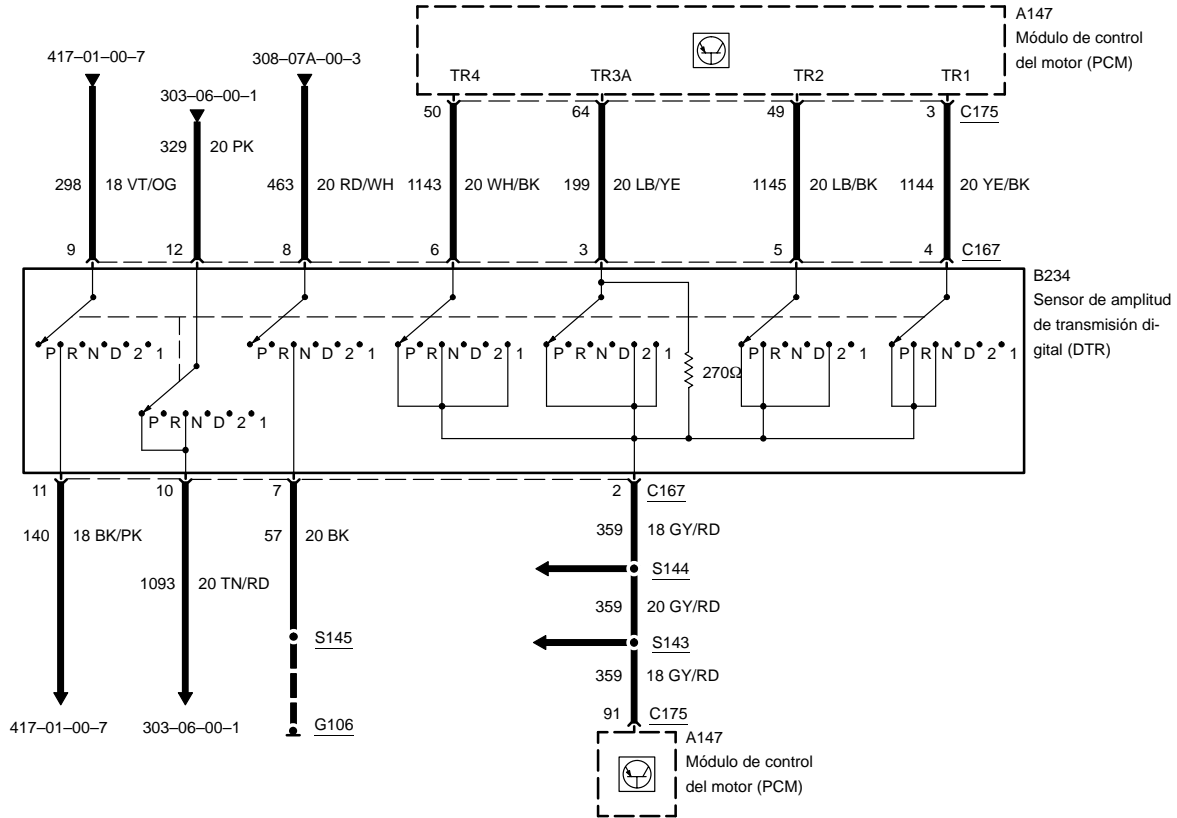 A147
Módulo de control
del motor (PCM)
417–01–00–7
308–07A–00–3
303–06–00–1
TR4
TR3A
TR2
TR1
50
64
49
3
C175
329
20 PK
298
18 VT/OG
463
20 RD/WH
1143
20 WH/BK
199
20 LB/YE
1145
20 LB/BK
1144
20 YE/BK
9
12
8
6
3
5
4
C167
B234
Sensor de amplitud
de transmisión di-
gital (DTR)
P R N D 2 1
P R N D 2 1
P R N D 2 1
P R N D 2 1
P R N D 2 1
P R N D 2 1
270Ω
P R N D 2 1
11
10
7
2
C167
140
18 BK/PK
57
20 BK
359
18 GY/RD
S144
1093
20 TN/RD
359
20 GY/RD
S145
S143
359
18 GY/RD
417–01–00–7
303–06–00–1
G106
91
C175
A147
Módulo de control
del motor (PCM)